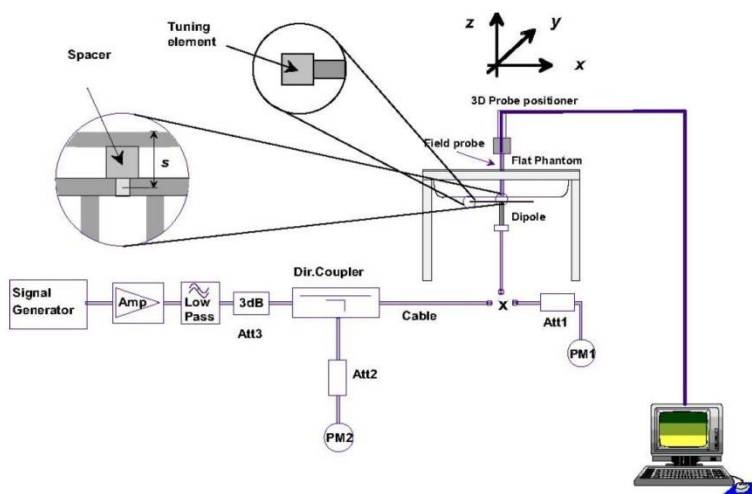 Tuning
element
Spacer
s
z
y
x
3D Probe positioner
Field probe
Flat Phantom
Dipole
Signal
Generator
Amp
Low
Pass
3dB
Att3
Dir.Coupler
Cable
x
Att1
PM1
Att2
PM2